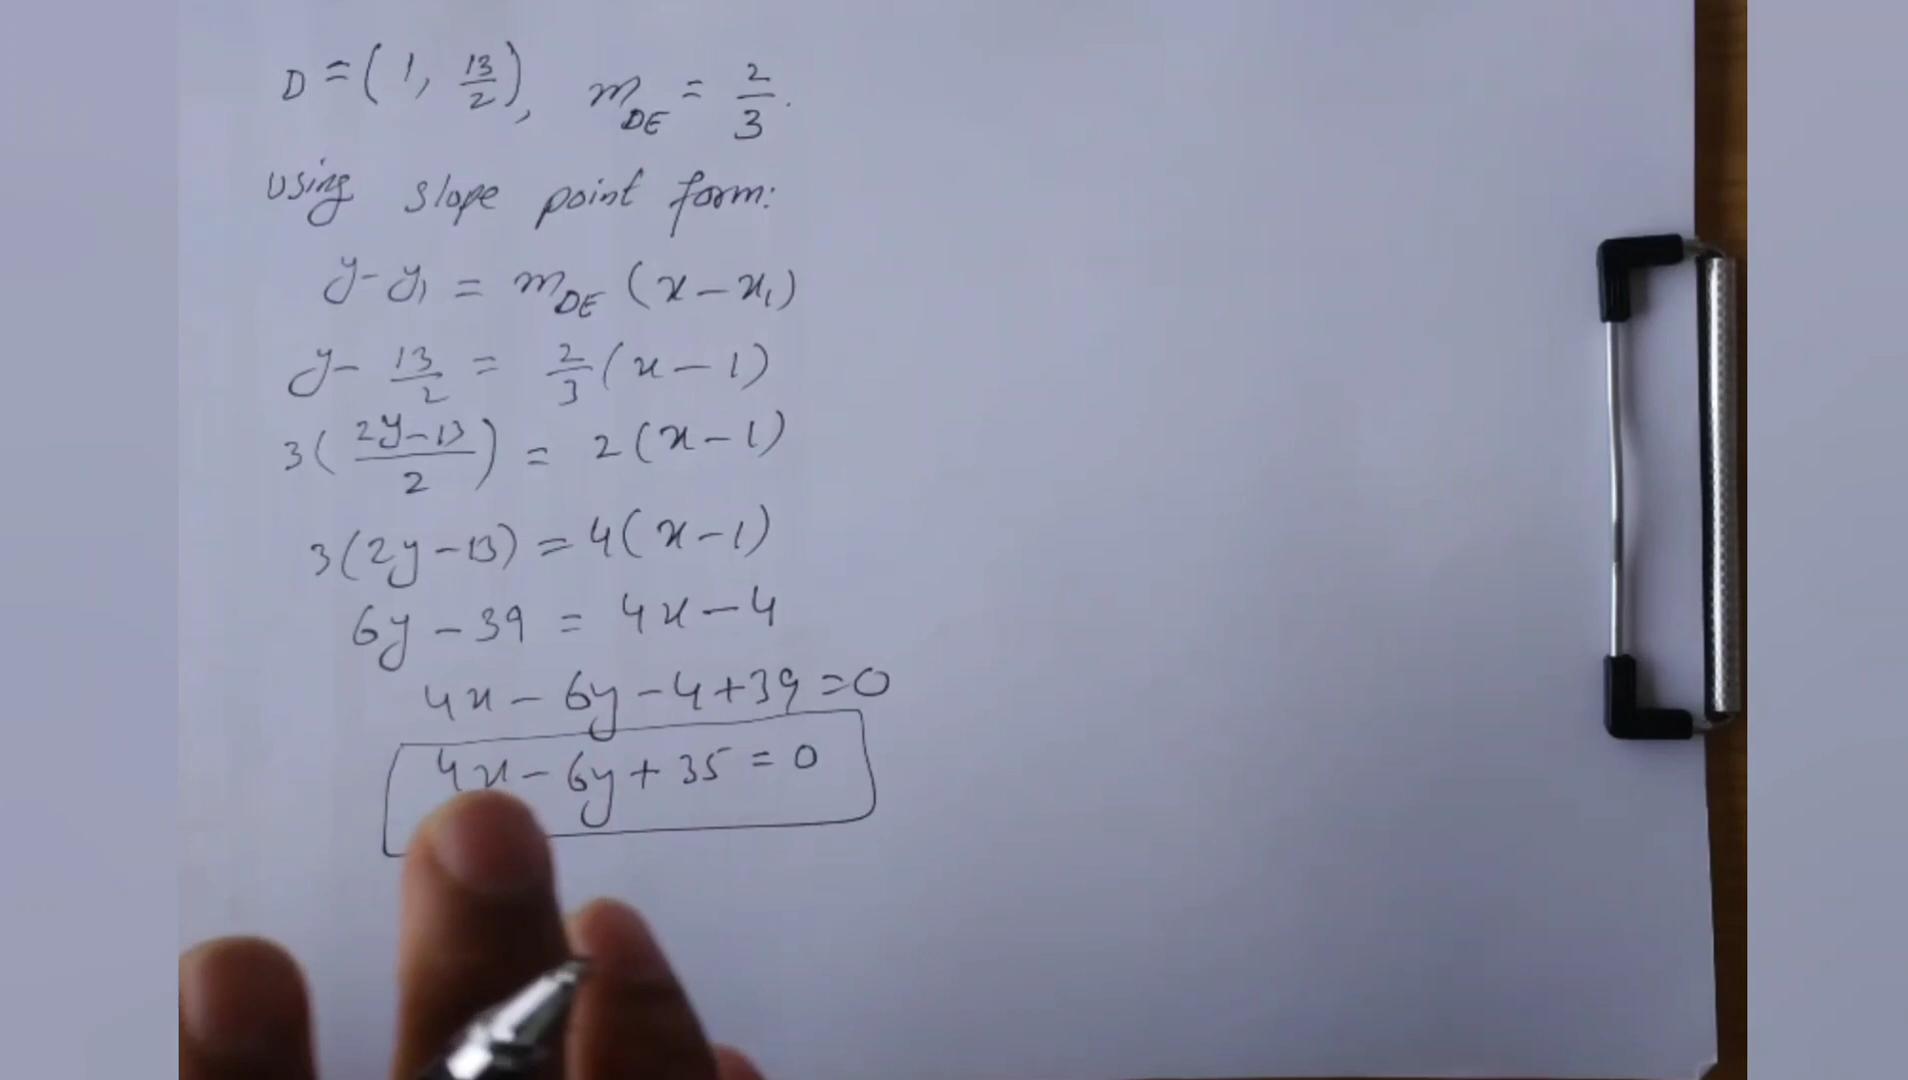 D = (1, 13/2), m_DE = 2/3.
Using slope point form:
y - y₁ = m_DE (x - x₁)
y - 13/2 = 2/3 (x - 1)
3((2y-13)/2) = 2(x-1)
3(2y-13) = 4(x-1)
6y - 39 = 4x - 4
4x - 6y - 4 + 39 = 0
4x - 6y + 35 = 0